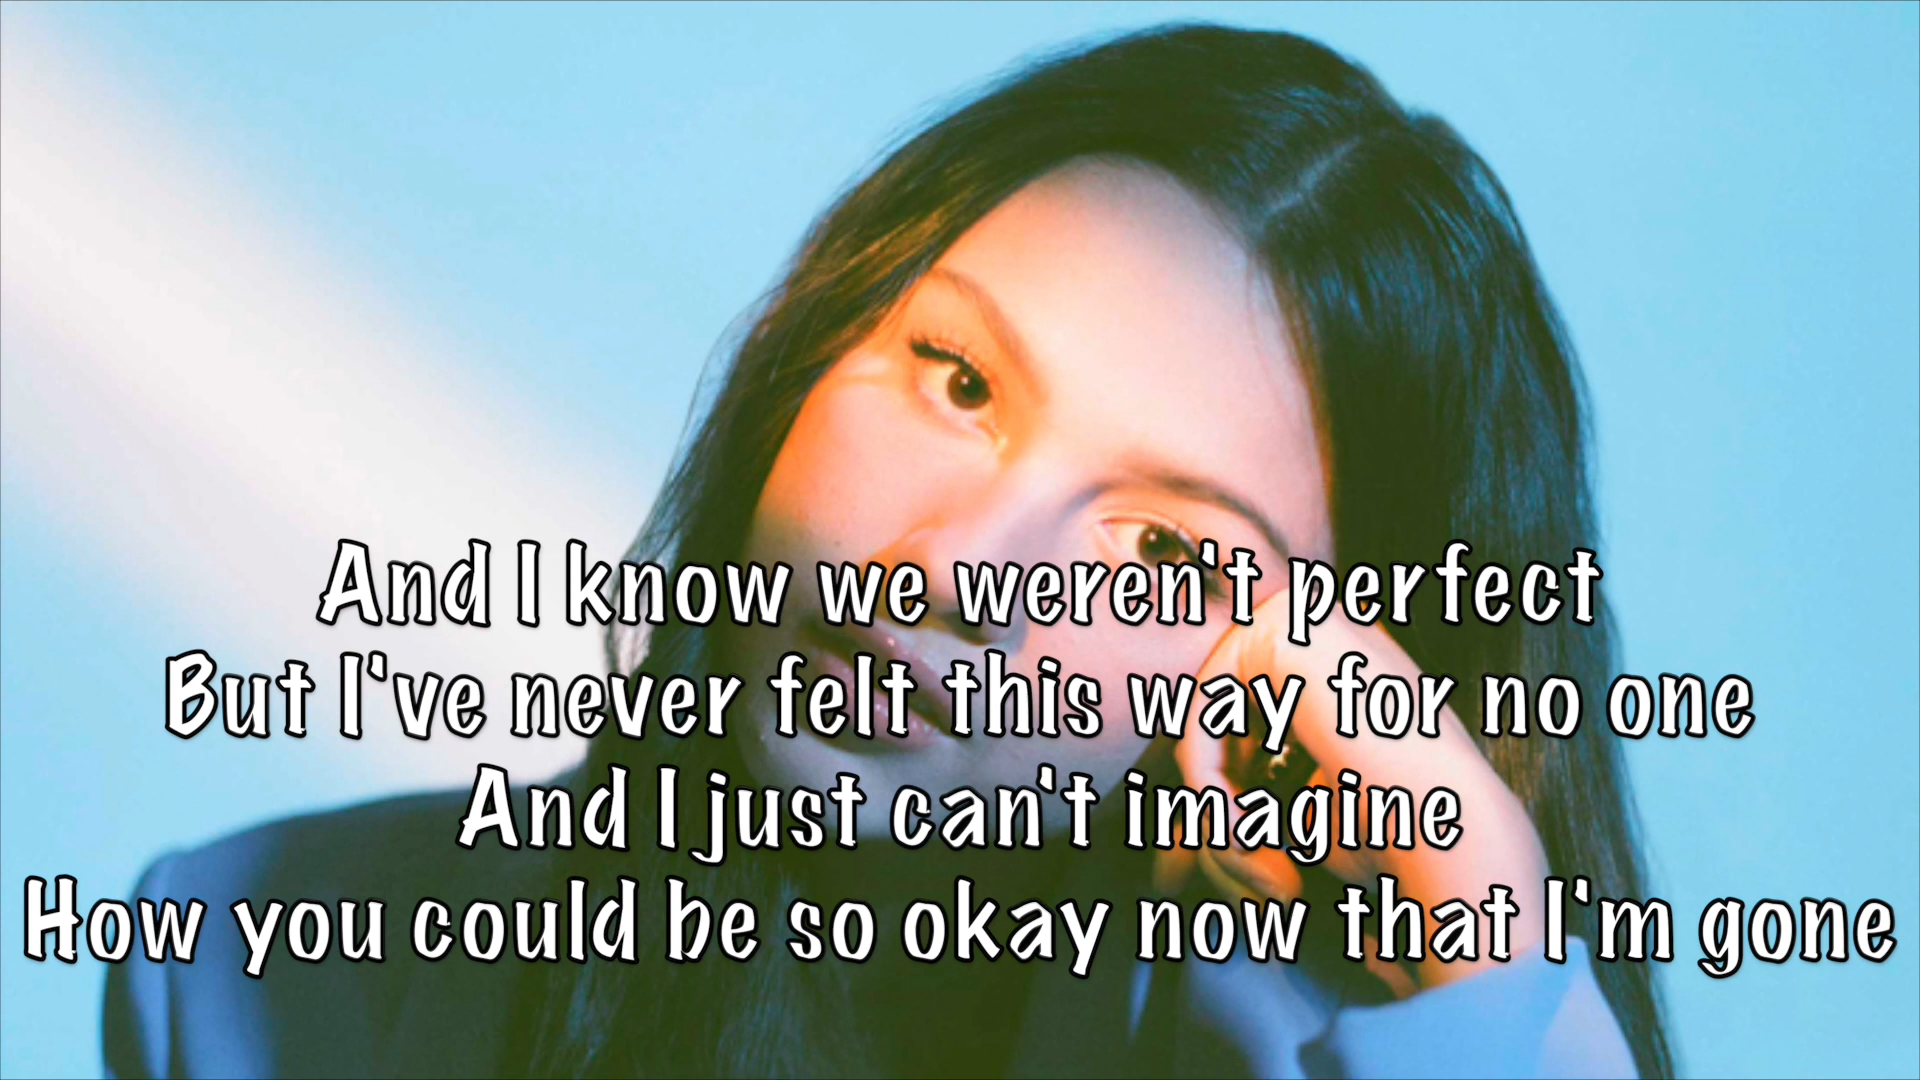 And I know we weren't perfect
But I've never felt this way for no one
And I just can't imagine
How you could be so okay now that I'm gone